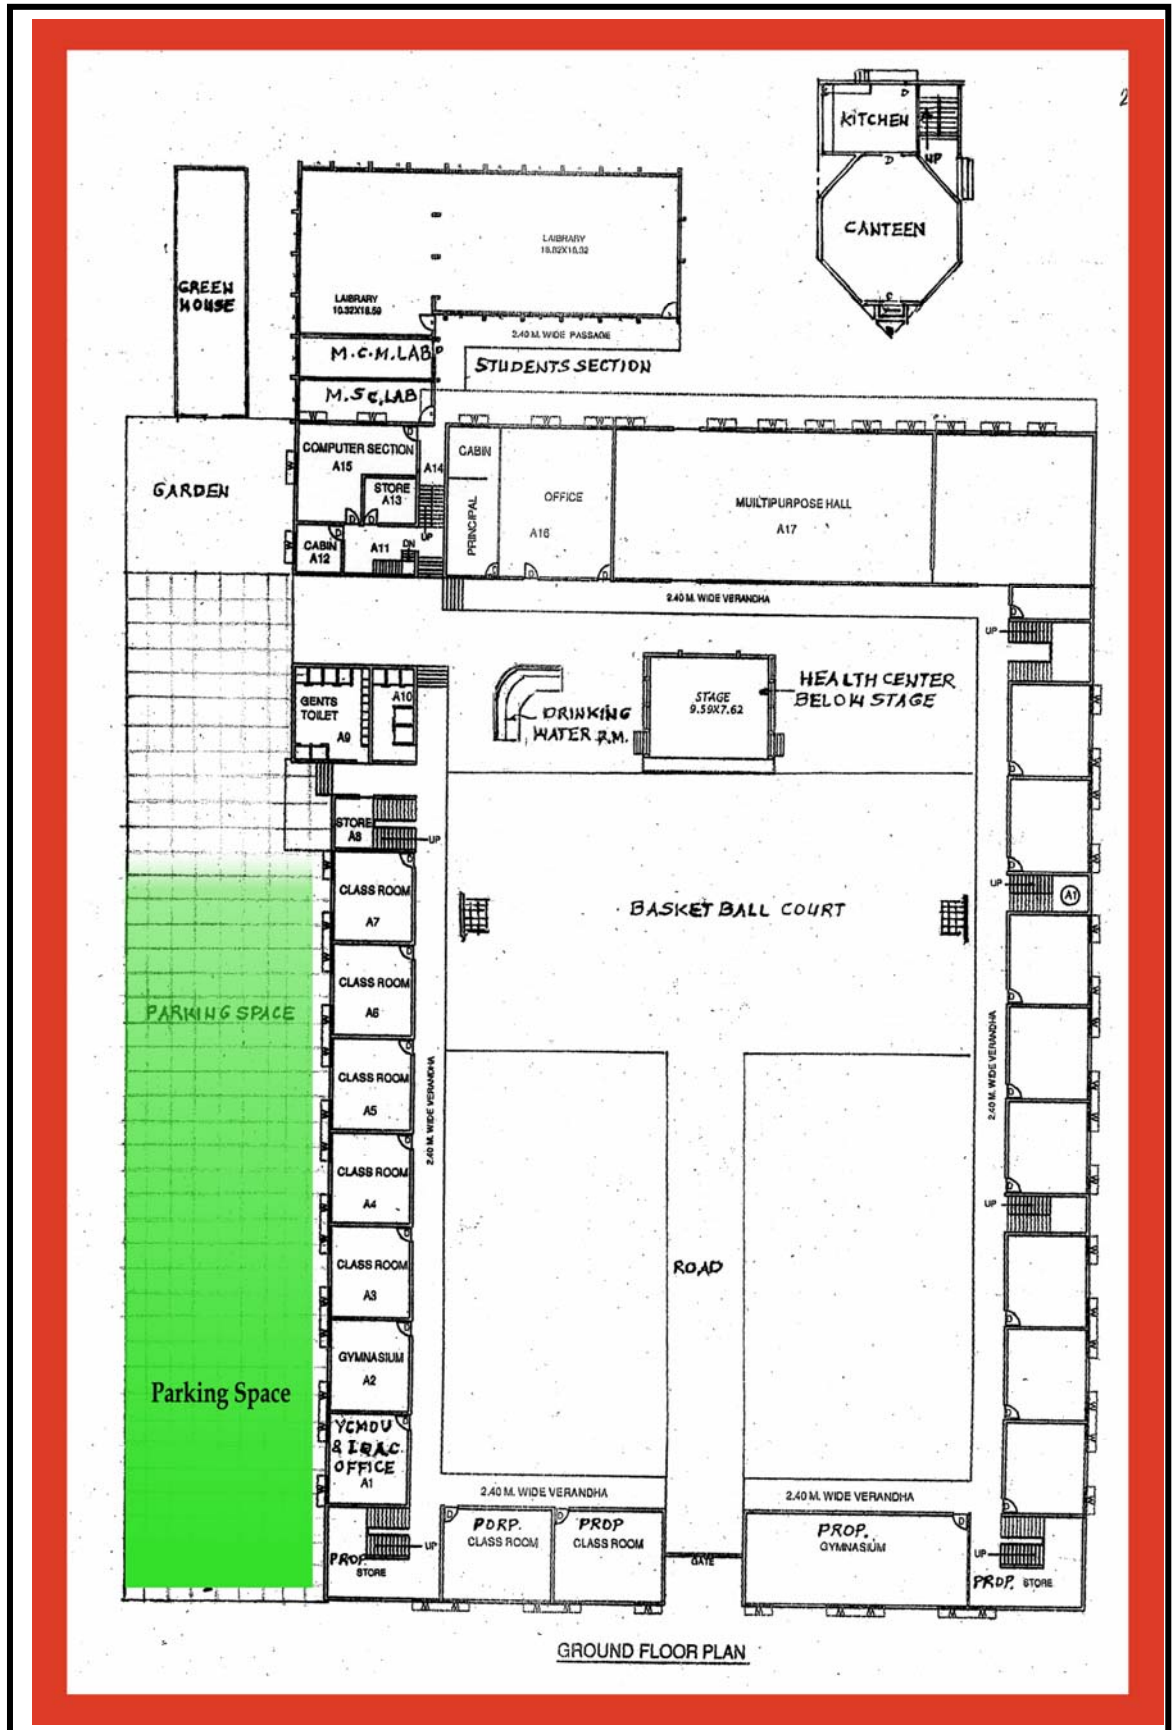 2
KITCHEN
D
UP
D
CANTEEN
GREEN
HOUSE
LAIBRARY
LAIBRARY
10.32X18.59
2.40 M. WIDE PASSAGE
M.C.M. LAB
D
STUDENTS SECTION
M.SC. LAB
W
W
COMPUTER SECTION
A15
A14
CABIN
GARDEN
STORE
A13
PRINCIPAL
OFFICE
A16
MUILTIPURPOSE HALL
A17
CABIN
A12
A11
DN
UP
2.40 M. WIDE VERANDHA
UP
GENTS
TOILET
A9
A10
DRINKING
WATER R.M.
STAGE
9.59X7.62
HEALTH CENTER
BELOW STAGE
STORE
A8
UP
CLASS ROOM
A7
UP
A1
BASKET BALL COURT
CLASS ROOM
A6
PARKING SPACE
2.40 M. WIDE VERANDHA
2.40 M. WIDE VERANDHA
CLASS ROOM
A5
CLASS ROOM
A4
UP
CLASS ROOM
A3
ROAD
GYMNASIUM
A2
Parking Space
YCMOU
& IQAC
OFFICE
A1
2.40 M. WIDE VERANDHA
2.40 M. WIDE VERANDHA
PORP.
CLASS ROOM
PROP
CLASS ROOM
PROP.
GYMNASIUM
UP
PROP.
STORE
GATE
UP
PROP. STORE
GROUND FLOOR PLAN